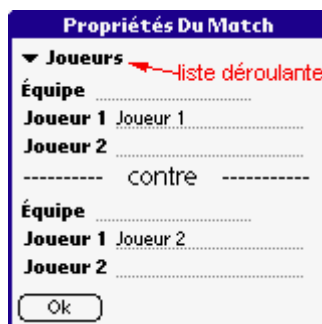 Propriétés Du Match
▼ Joueurs
liste déroulante
Équipe
Joueur 1 Joueur 1
Joueur 2
---------- contre ----------
Équipe
Joueur 1 Joueur 2
Joueur 2
Ok